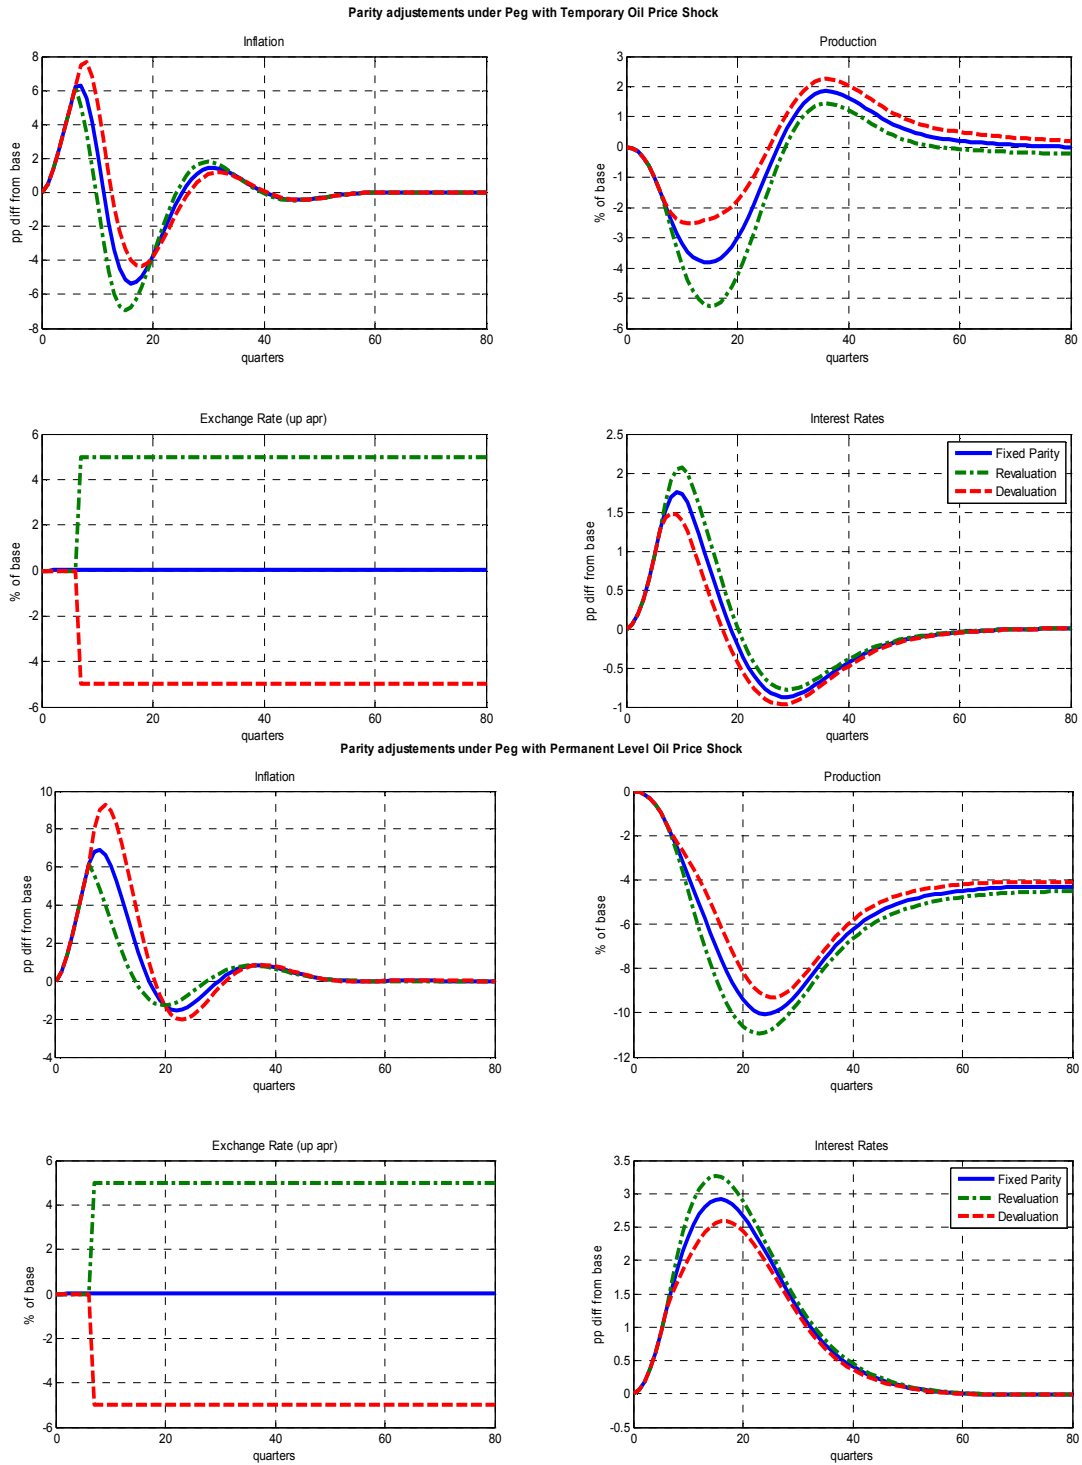 Parity adjustements under Peg with Temporary Oil Price Shock
Inflation
8
6
4
2
0
-2
-4
-6
-8
pp diff from base
0 20 40 60 80
quarters
Production
3
2
1
0
-1
-2
-3
-4
-5
-6
% of base
0 20 40 60 80
quarters
Exchange Rate (up apr)
6
4
2
0
-2
-4
-6
% of base
0 20 40 60 80
quarters
Interest Rates
2.5
2
1.5
1
0.5
0
-0.5
-1
pp diff from base
Fixed Parity
Revaluation
Devaluation
0 20 40 60 80
quarters
Parity adjustements under Peg with Permanent Level Oil Price Shock
Inflation
10
8
6
4
2
0
-2
-4
pp diff from base
0 20 40 60 80
quarters
Production
0
-2
-4
-6
-8
-10
-12
% of base
0 20 40 60 80
quarters
Exchange Rate (up apr)
6
4
2
0
-2
-4
-6
% of base
0 20 40 60 80
quarters
Interest Rates
3.5
3
2.5
2
1.5
1
0.5
0
-0.5
pp diff from base
Fixed Parity
Revaluation
Devaluation
0 20 40 60 80
quarters